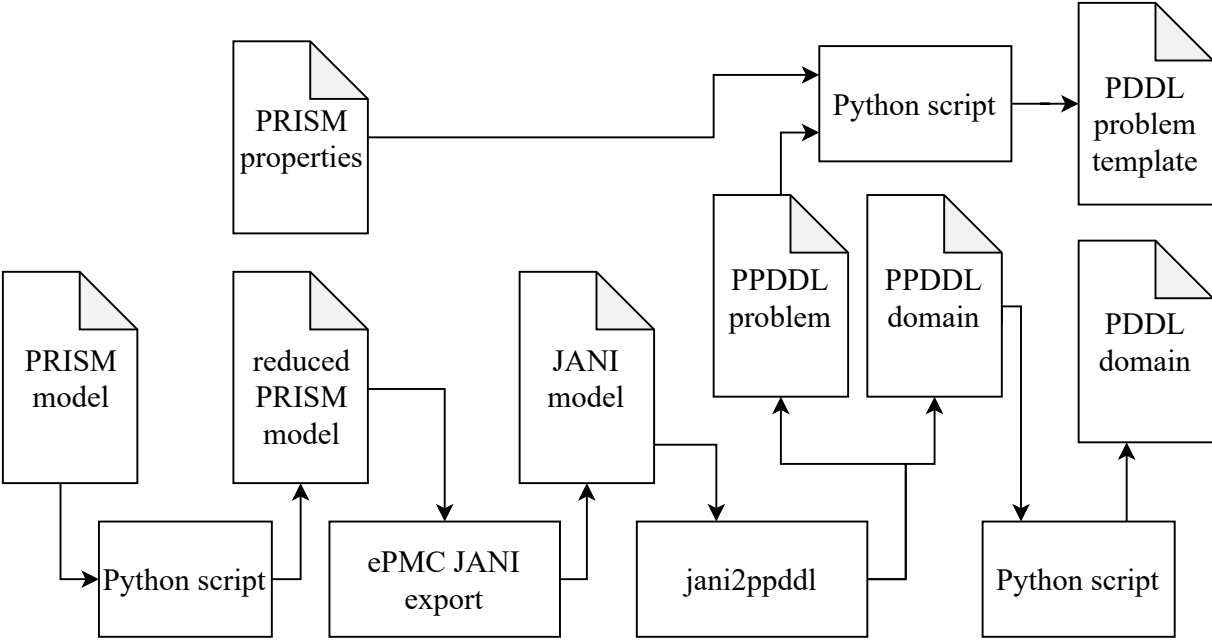 PRISM
properties
Python script
PDDL
problem
template
PPDDL
problem
PPDDL
domain
PDDL
domain
PRISM
model
reduced
PRISM
model
JANI
model
Python script
ePMC JANI
export
jani2ppddl
Python script